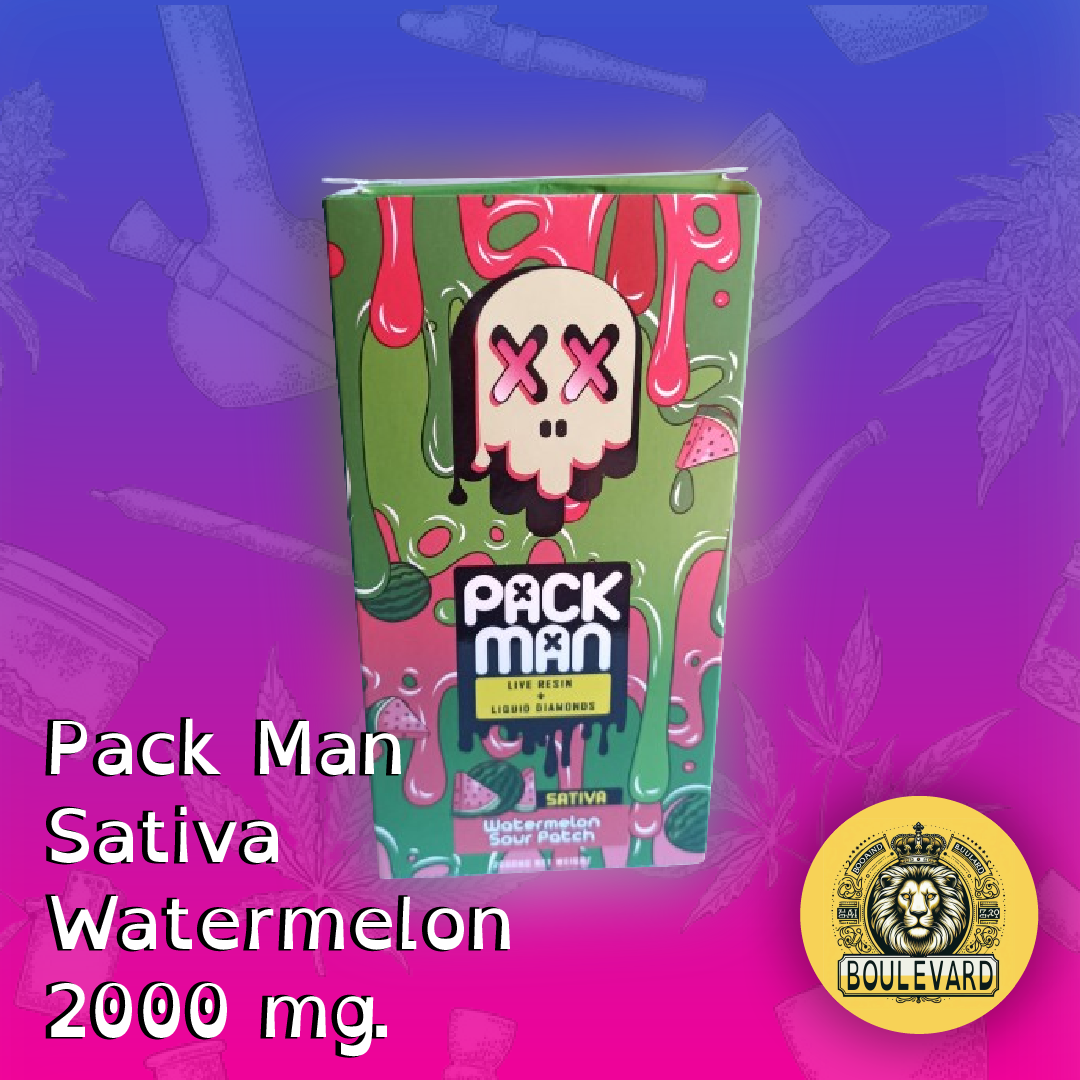 PACK
MAN
LIVE RESIN
+
LIQUID DIAMONDS
SATIVA
Watermelon
Sour Patch
Pack Man
Sativa
Watermelon
2000 mg.
BOULEVARD